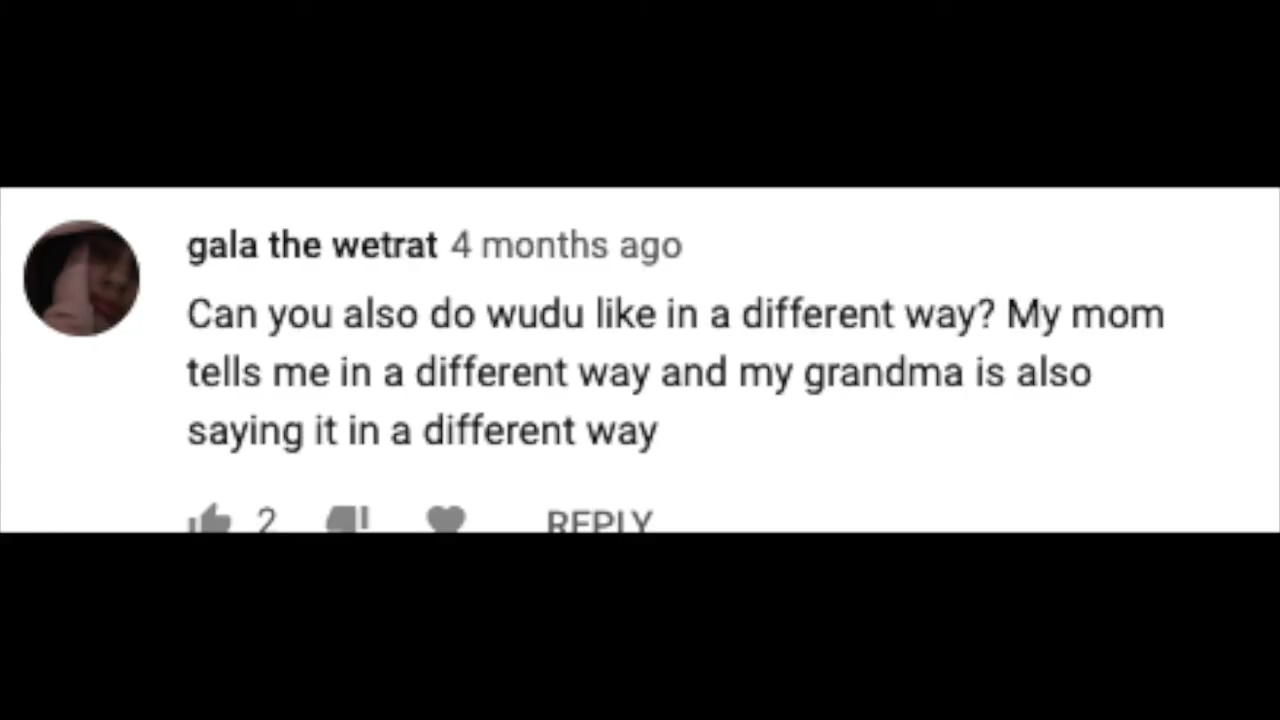 gala the wetrat 4 months ago
Can you also do wudu like in a different way? My mom
tells me in a different way and my grandma is also
saying it in a different way
2 REPLY